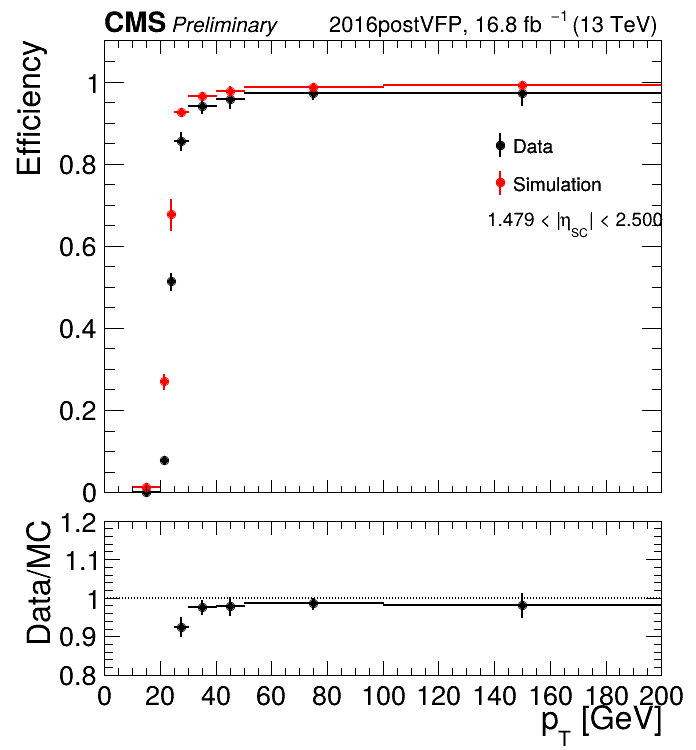 CMS Preliminary 2016postVFP, 16.8 fb⁻¹ (13 TeV)
Efficiency
1
0.8
0.6
0.4
0.2
0
Data
Simulation
1.479 < |η_SC| < 2.500
Data/MC
1.2
1.1
1
0.9
0.8
0 20 40 60 80 100 120 140 160 180 200
p_T [GeV]